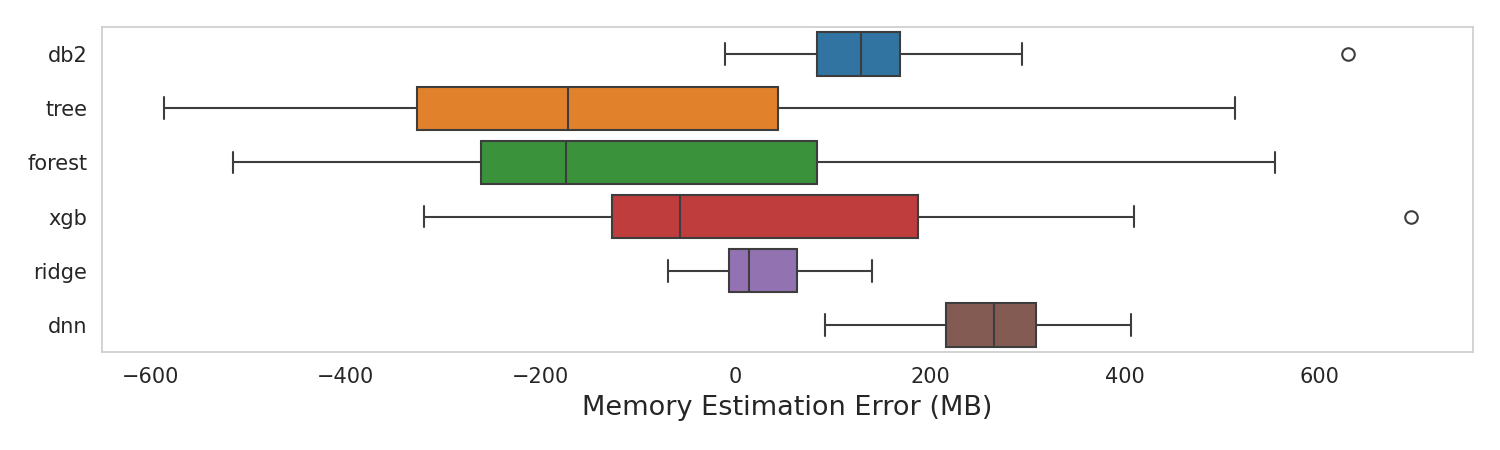 db2
tree
forest
xgb
ridge
dnn
−600 −400 −200 0 200 400 600
Memory Estimation Error (MB)